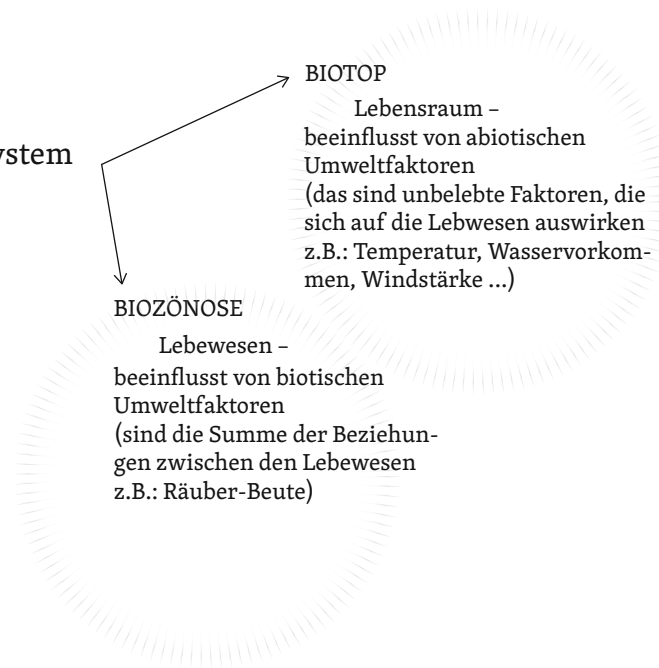 BIOTOP
Lebensraum –
beeinflusst von abiotischen
Umweltfaktoren
(das sind unbelebte Faktoren, die
sich auf die Lebwesen auswirken
z.B.: Temperatur, Wasservorkom-
men, Windstärke ...)
ystem
BIOZÖNOSE
Lebewesen –
beeinflusst von biotischen
Umweltfaktoren
(sind die Summe der Beziehun-
gen zwischen den Lebewesen
z.B.: Räuber-Beute)